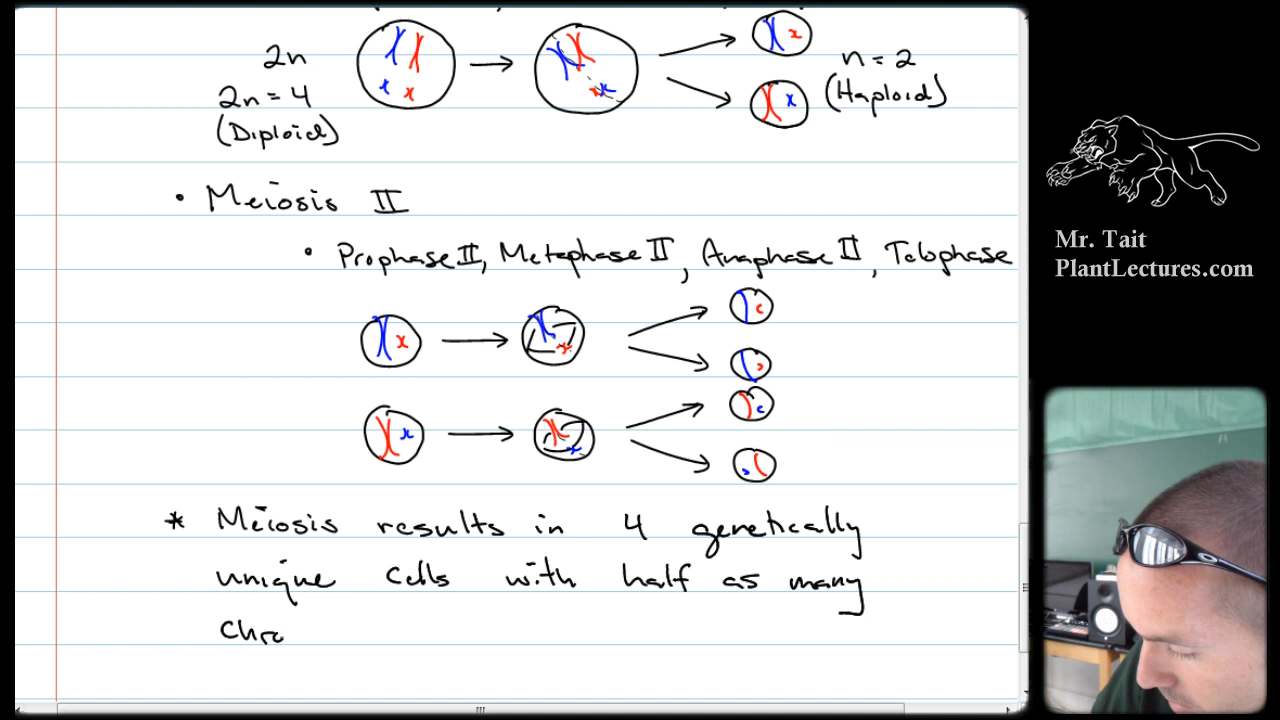 2n
2n = 4
(Diploid)
n = 2
(Haploid)
• Meiosis II
• Prophase II, Metaphase II, Anaphase II, Telophase
* Meiosis results in 4 genetically
unique cells with half as many
chro
Mr. Tait
PlantLectures.com